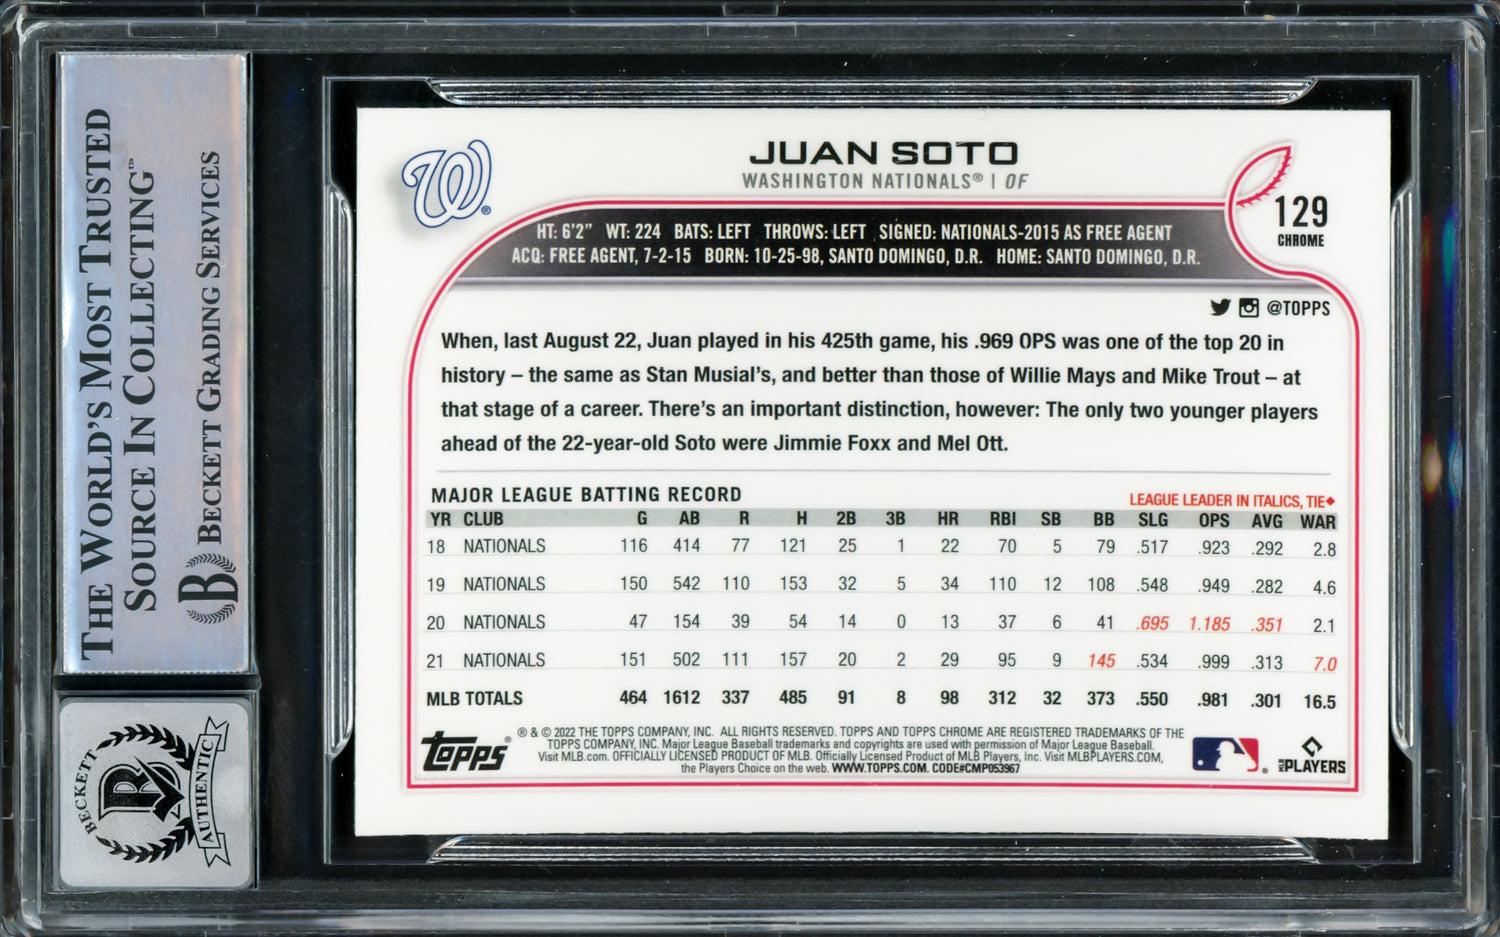 THE WORLD'S MOST TRUSTED
SOURCE IN COLLECTING™
B BECKETT GRADING SERVICES
BECKETT
B
AUTHENTIC
W®
JUAN SOTO
WASHINGTON NATIONALS® | OF
129
CHROME
HT: 6'2" WT: 224 BATS: LEFT THROWS: LEFT SIGNED: NATIONALS-2015 AS FREE AGENT
ACQ: FREE AGENT, 7-2-15 BORN: 10-25-98, SANTO DOMINGO, D.R. HOME: SANTO DOMINGO, D.R.
@TOPPS
When, last August 22, Juan played in his 425th game, his .969 OPS was one of the top 20 in
history – the same as Stan Musial's, and better than those of Willie Mays and Mike Trout – at
that stage of a career. There's an important distinction, however: The only two younger players
ahead of the 22-year-old Soto were Jimmie Foxx and Mel Ott.
MAJOR LEAGUE BATTING RECORD
LEAGUE LEADER IN ITALICS, TIE♦
YR CLUB G AB R H 2B 3B HR RBI SB BB SLG OPS AVG WAR
18 NATIONALS 116 414 77 121 25 1 22 70 5 79 .517 .923 .292 2.8
19 NATIONALS 150 542 110 153 32 5 34 110 12 108 .548 .949 .282 4.6
20 NATIONALS 47 154 39 54 14 0 13 37 6 41 .695 1.185 .351 2.1
21 NATIONALS 151 502 111 157 20 2 29 95 9 145 .534 .999 .313 7.0
MLB TOTALS 464 1612 337 485 91 8 98 312 32 373 .550 .981 .301 16.5
topps®
® & © 2022 THE TOPPS COMPANY, INC. ALL RIGHTS RESERVED. TOPPS AND TOPPS CHROME ARE REGISTERED TRADEMARKS OF THE
TOPPS COMPANY, INC. Major League Baseball trademarks and copyrights are used with permission of Major League Baseball.
Visit MLB.com. OFFICIALLY LICENSED PRODUCT OF MLB. Officially Licensed Product of MLB Players, Inc. Visit MLBPLAYERS.COM,
the Players Choice on the web. WWW.TOPPS.COM. CODE#CMP053967
®
MLB PLAYERS